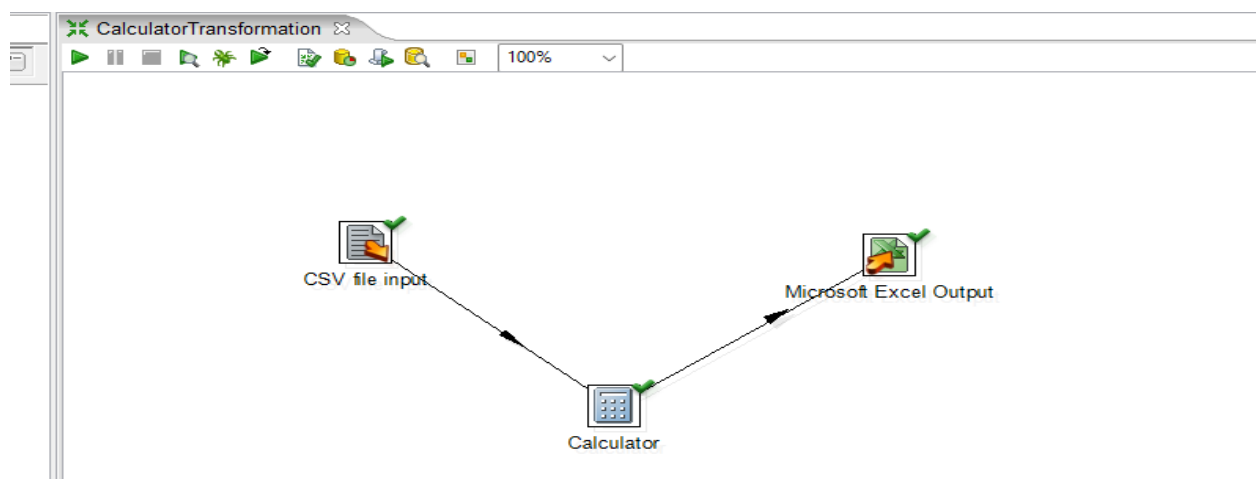 CalculatorTransformation
100%
CSV file input
Microsoft Excel Output
Calculator